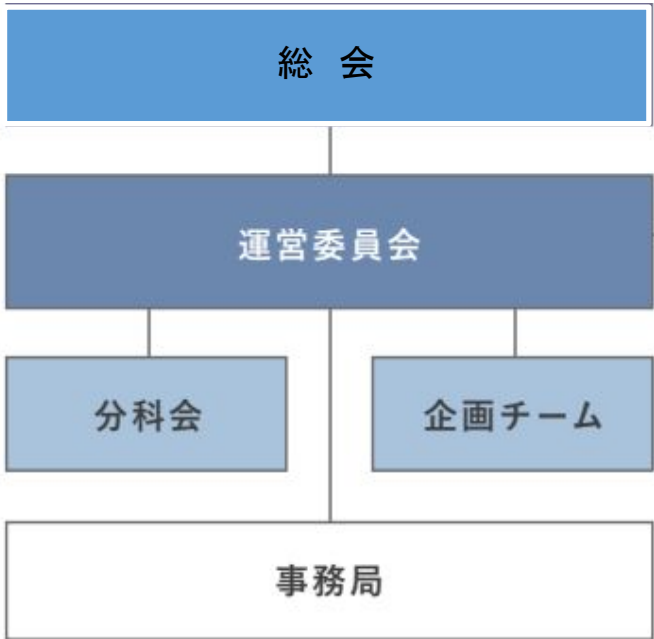 総 会
運営委員会
分科会
企画チーム
事務局